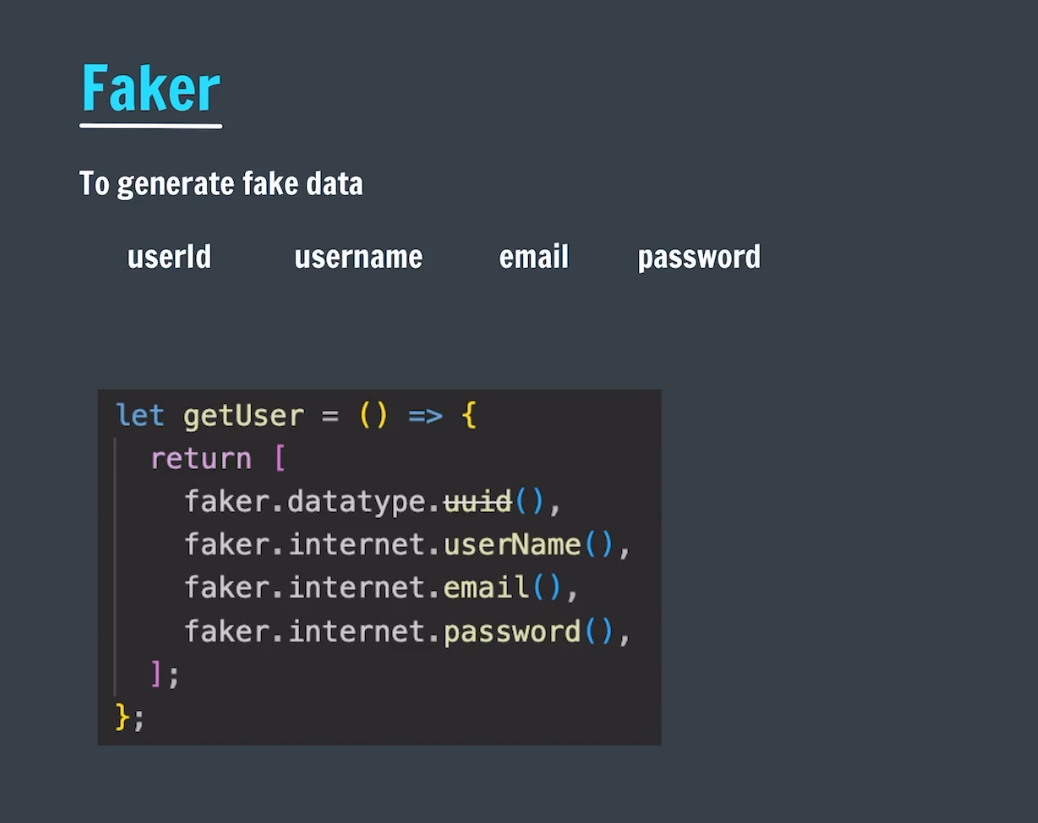 Faker
To generate fake data
userId username email password
let getUser = () => {
return [
faker.datatype.uuid(),
faker.internet.userName(),
faker.internet.email(),
faker.internet.password(),
];
};